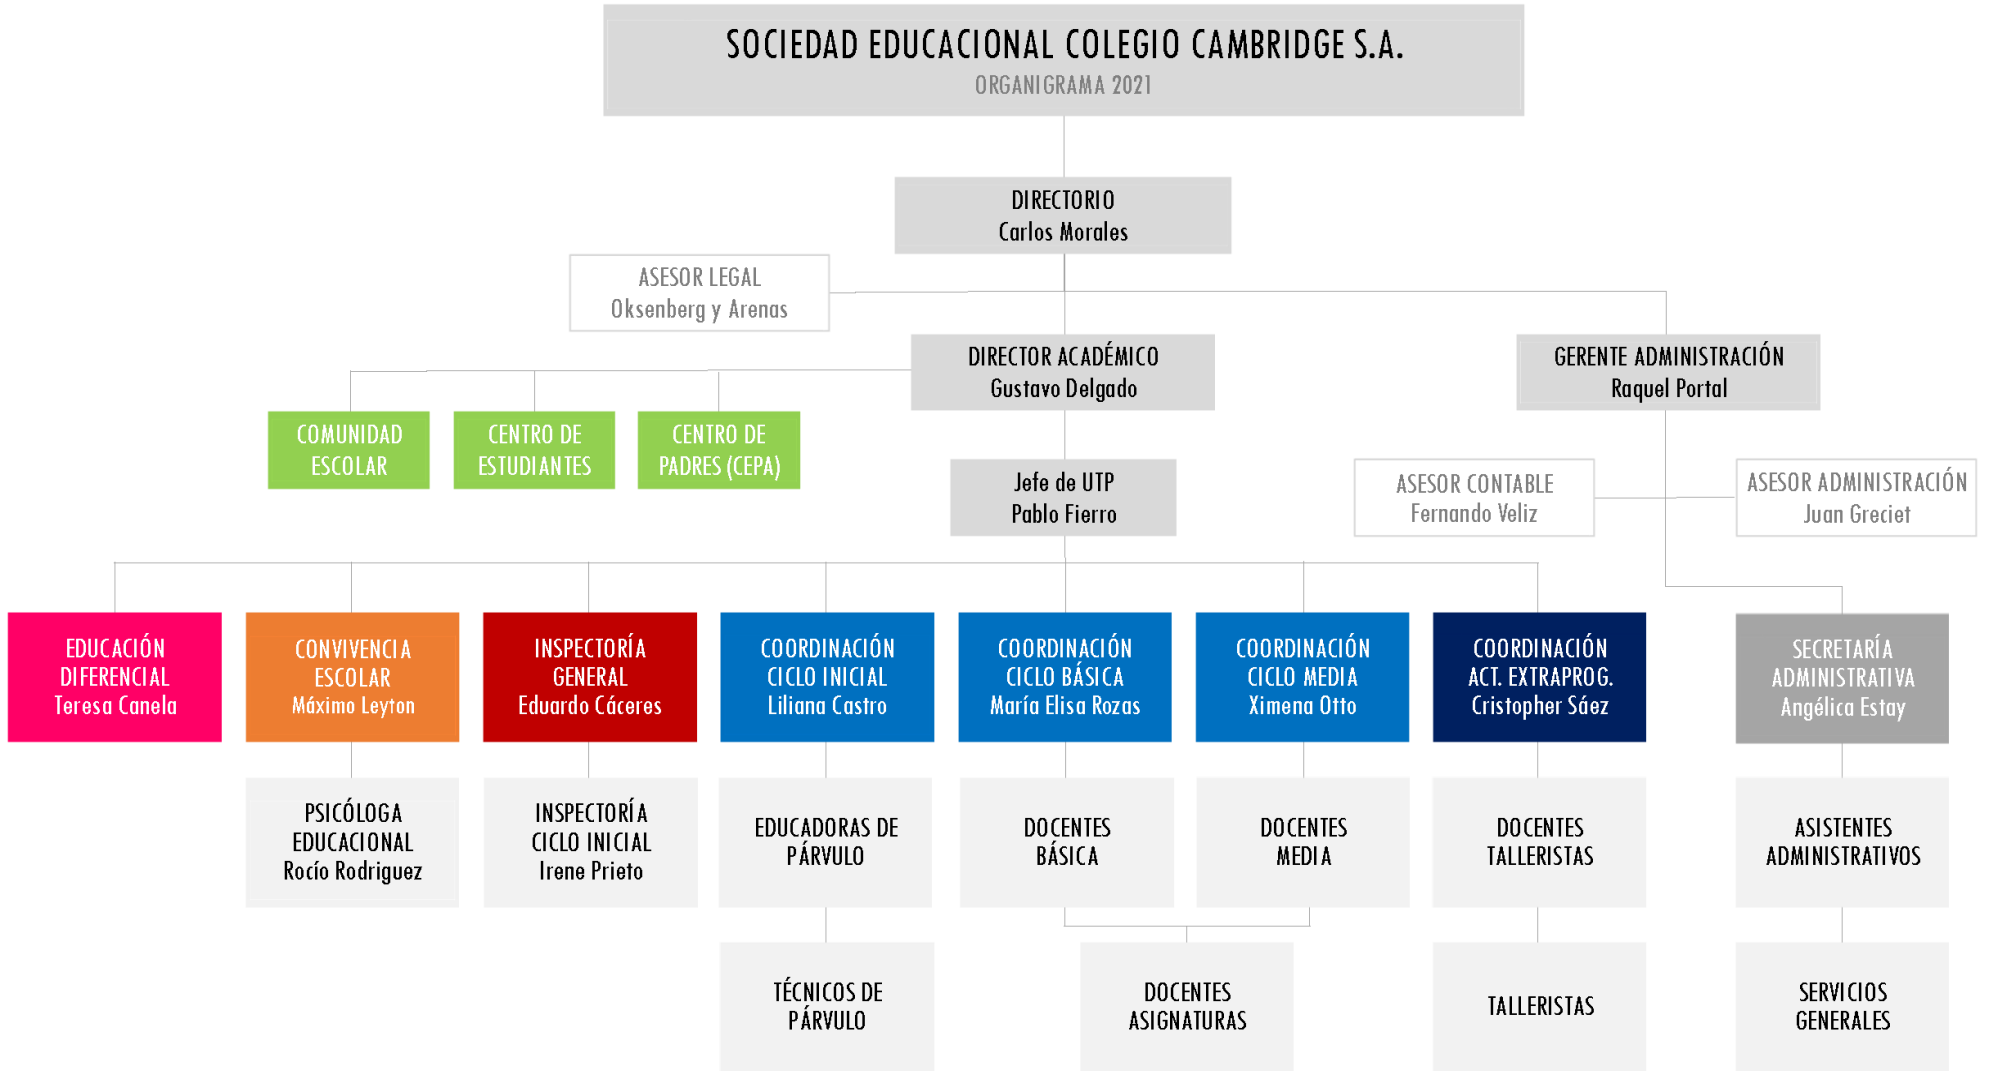 SOCIEDAD EDUCACIONAL COLEGIO CAMBRIDGE S.A.
ORGANIGRAMA 2021
DIRECTORIO
Carlos Morales
ASESOR LEGAL
Oksenberg y Arenas
DIRECTOR ACADÉMICO
Gustavo Delgado
GERENTE ADMINISTRACIÓN
Raquel Portal
COMUNIDAD
ESCOLAR
CENTRO DE
ESTUDIANTES
CENTRO DE
PADRES (CEPA)
Jefe de UTP
Pablo Fierro
ASESOR CONTABLE
Fernando Veliz
ASESOR ADMINISTRACIÓN
Juan Greciet
EDUCACIÓN
DIFERENCIAL
Teresa Canela
CONVIVENCIA
ESCOLAR
Máximo Leyton
INSPECTORÍA
GENERAL
Eduardo Cáceres
COORDINACIÓN
CICLO INICIAL
Liliana Castro
COORDINACIÓN
CICLO BÁSICA
María Elisa Rozas
COORDINACIÓN
CICLO MEDIA
Ximena Otto
COORDINACIÓN
ACT. EXTRAPROG.
Cristopher Sáez
SECRETARÍA
ADMINISTRATIVA
Angélica Estay
PSICÓLOGA
EDUCACIONAL
Rocío Rodriguez
INSPECTORÍA
CICLO INICIAL
Irene Prieto
EDUCADORAS DE
PÁRVULO
DOCENTES
BÁSICA
DOCENTES
MEDIA
DOCENTES
TALLERISTAS
ASISTENTES
ADMINISTRATIVOS
TÉCNICOS DE
PÁRVULO
DOCENTES
ASIGNATURAS
TALLERISTAS
SERVICIOS
GENERALES